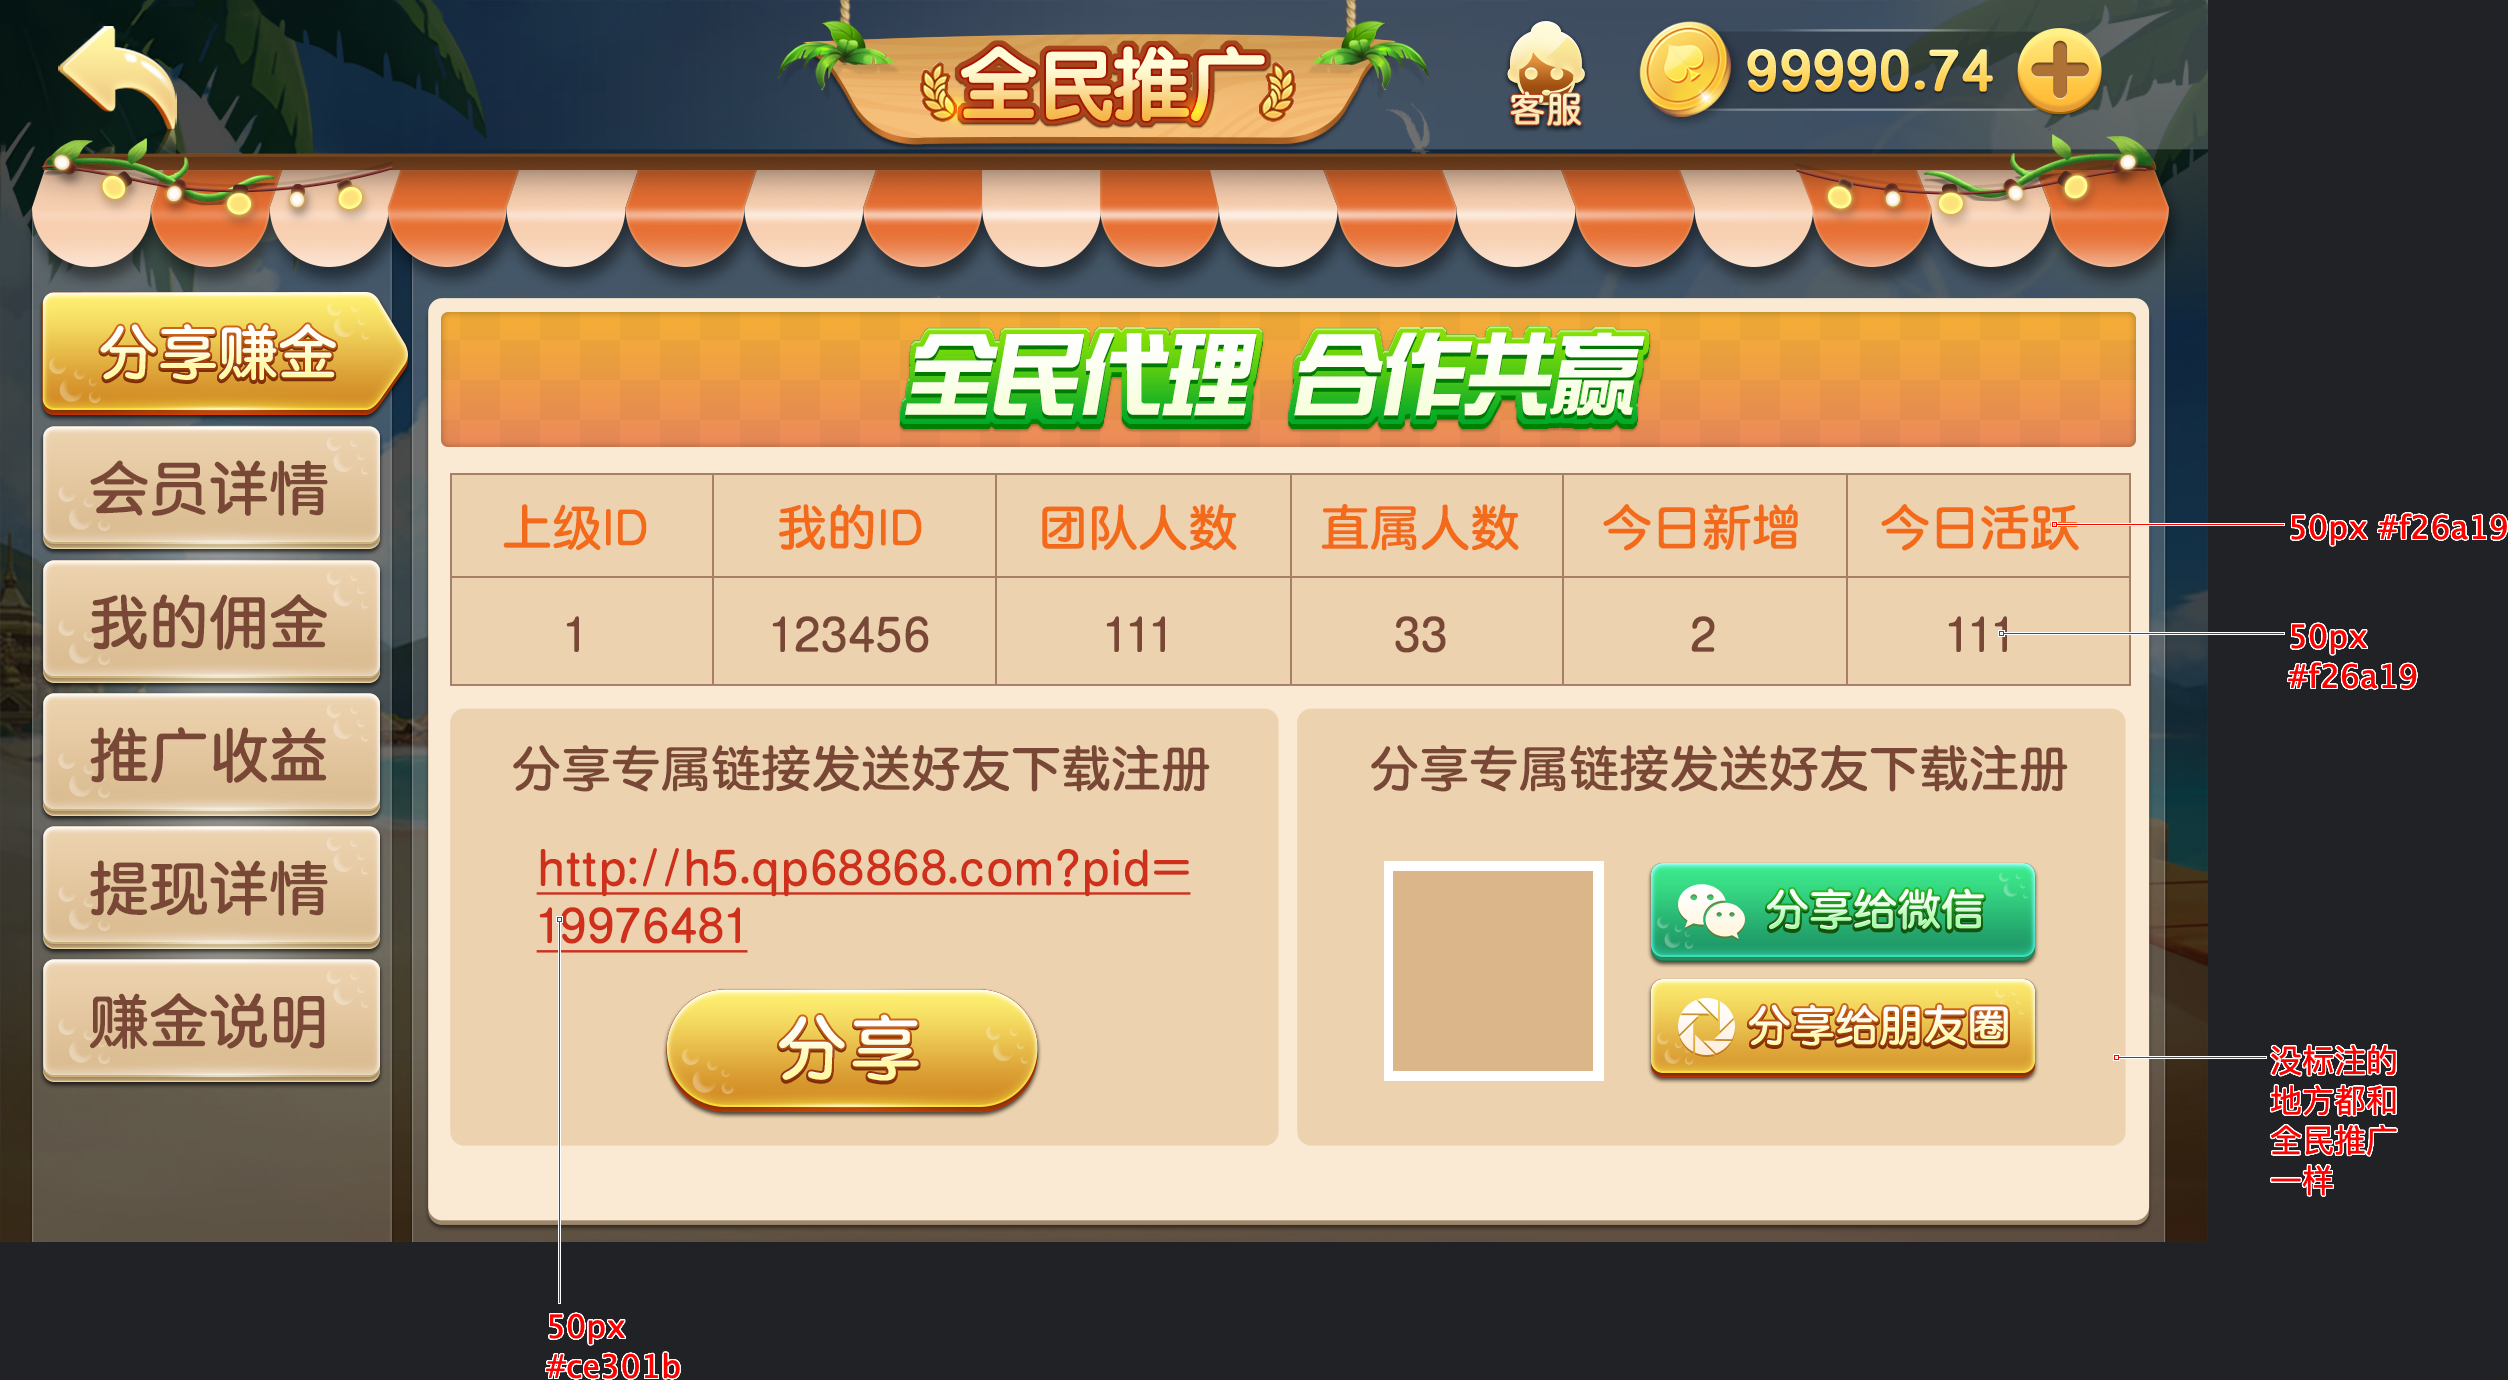 全民推广
客服
99990.74
分享赚金
会员详情
我的佣金
推广收益
提现详情
赚金说明
全民代理 合作共赢
上级ID 我的ID 团队人数 直属人数 今日新增 今日活跃
1 123456 111 33 2 111
50px #f26a19
50px
#f26a19
分享专属链接发送好友下载注册
http://h5.qp68868.com?pid=
19976481
分享
分享专属链接发送好友下载注册
分享给微信
分享给朋友圈
没标注的
地方都和
全民推广
一样
50px
#ce301b